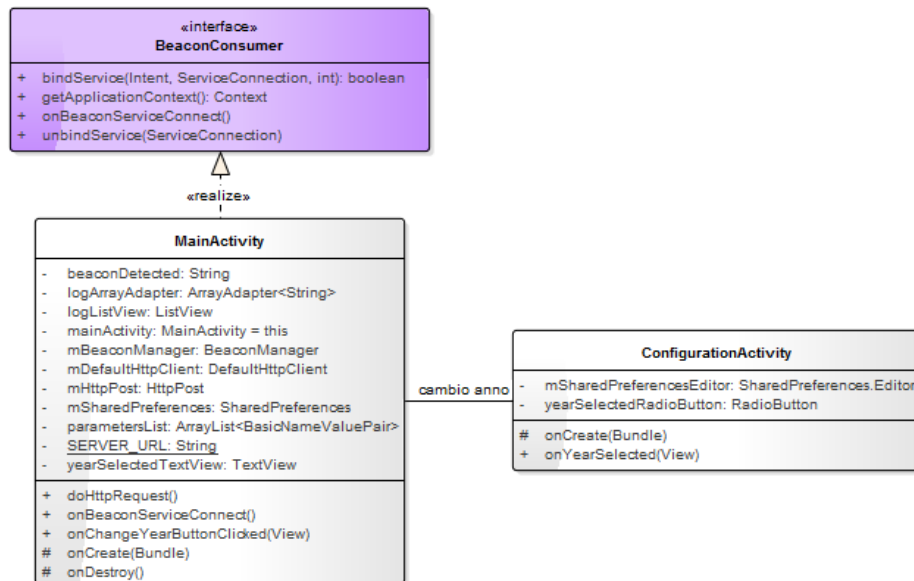 «interface»
BeaconConsumer
+ bindService(Intent, ServiceConnection, int): boolean
+ getApplicationContext(): Context
+ onBeaconServiceConnect()
+ unbindService(ServiceConnection)
«realize»
MainActivity
- beaconDetected: String
- logArrayAdapter: ArrayAdapter<String>
- logListView: ListView
- mainActivity: MainActivity = this
- mBeaconManager: BeaconManager
- mDefaultHttpClient: DefaultHttpClient
- mHttpPost: HttpPost
- mSharedPreferences: SharedPreferences
- parametersList: ArrayList<BasicNameValuePair>
- SERVER_URL: String
- yearSelectedTextView: TextView
+ doHttpRequest()
+ onBeaconServiceConnect()
+ onChangeYearButtonClicked(View)
# onCreate(Bundle)
# onDestroy()
cambio anno
ConfigurationActivity
- mSharedPreferencesEditor: SharedPreferences.Editor
- yearSelectedRadioButton: RadioButton
# onCreate(Bundle)
+ onYearSelected(View)